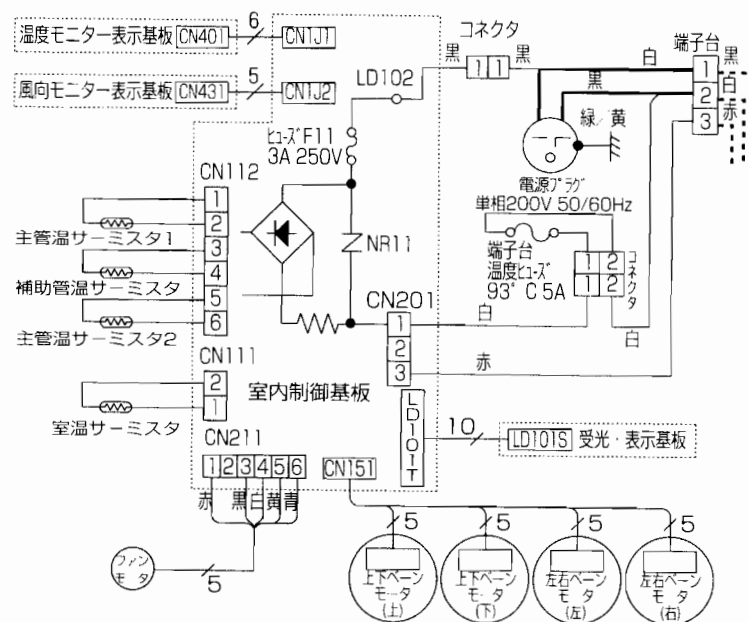 温度モニター表示基板 CN401 6 CN1J1
風向モニター表示基板 CN431 5 CN1J2
LD102
コネクタ
黒 1 1 黒
端子台
白 1 黒
黒 2 白
3 赤
緑/黄
ヒューズF11
3A 250V
電源プラグ
単相200V 50/60Hz
CN112
1
2
3
4
5
6
主管温サーミスタ1
補助管温サーミスタ
主管温サーミスタ2
NR11
端子台
温度ヒューズ
93°C 5A
1 2
1 2
コネクタ
CN201
1
2
3
白
白
赤
CN111
2
1
室温サーミスタ
室内制御基板
LD101T
10
LD101S 受光・表示基板
CN211
1 2 3 4 5 6
赤 黒 白 黄 青
CN151
ファン
モータ
5
5
5
5
5
上下ベーン
モータ
(上)
上下ベーン
モータ
(下)
左右ベーン
モータ
(左)
左右ベーン
モータ
(右)